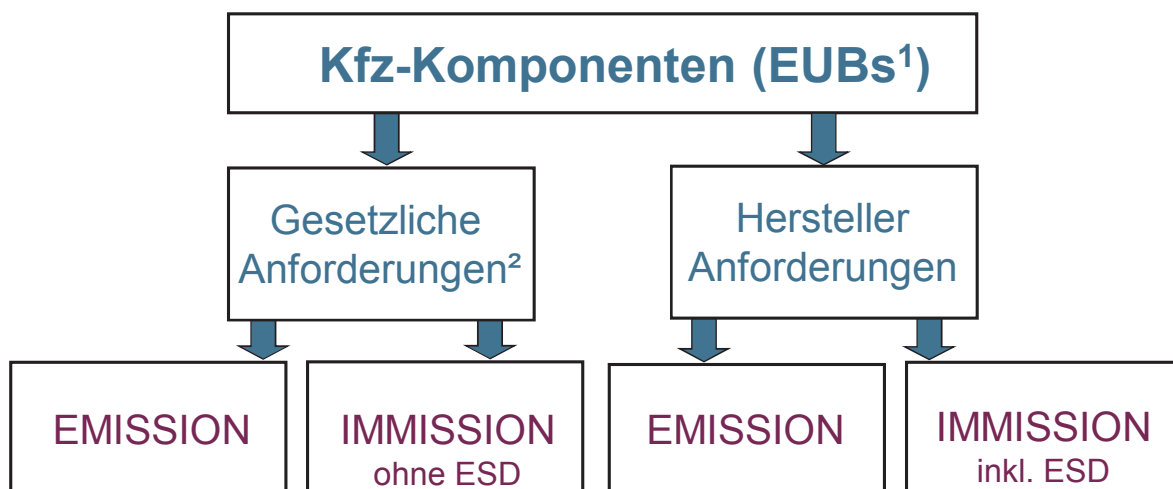 Kfz-Komponenten (EUBs¹)
Gesetzliche
Anforderungen²
Hersteller
Anforderungen
EMISSION
IMMISSION
ohne ESD
EMISSION
IMMISSION
inkl. ESD